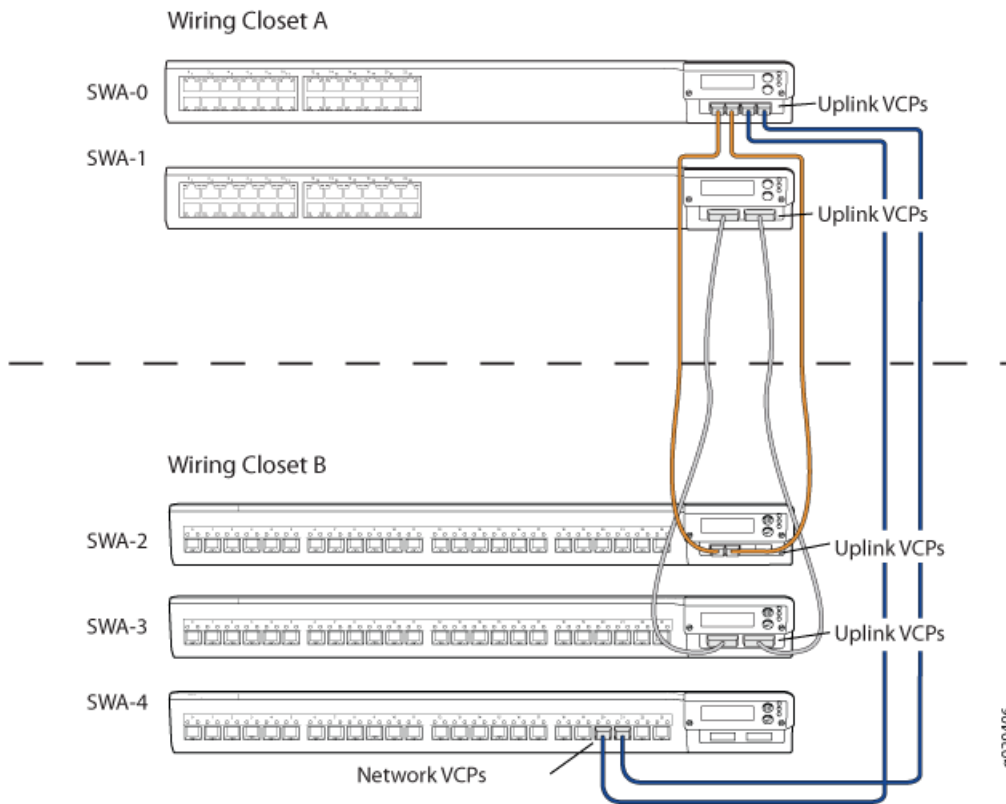 Wiring Closet A
SWA-0
Uplink VCPs
SWA-1
Uplink VCPs
Wiring Closet B
SWA-2
Uplink VCPs
SWA-3
Uplink VCPs
SWA-4
Network VCPs